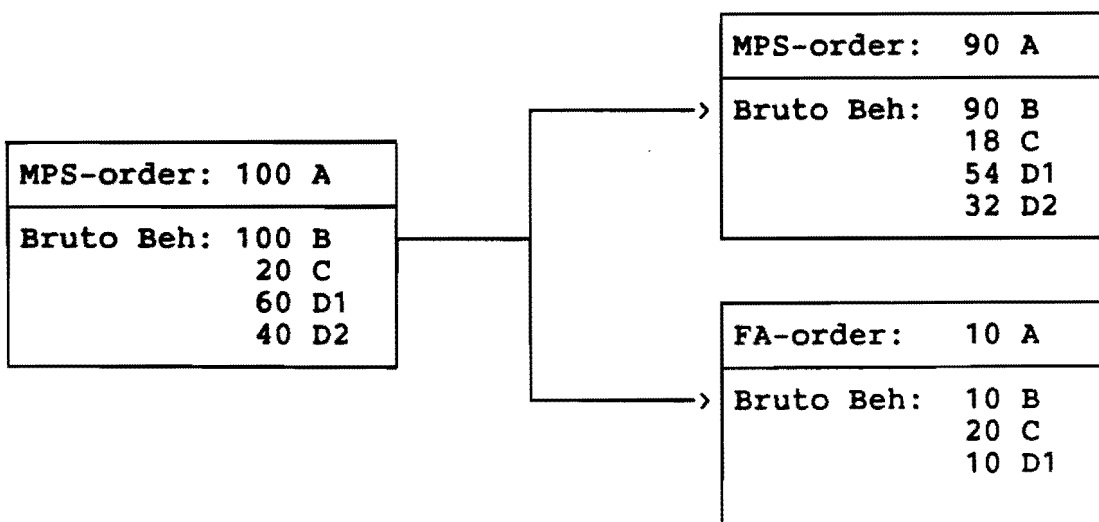 MPS-order: 100 A
Bruto Beh: 100 B
20 C
60 D1
40 D2
MPS-order: 90 A
Bruto Beh: 90 B
18 C
54 D1
32 D2
FA-order: 10 A
Bruto Beh: 10 B
20 C
10 D1